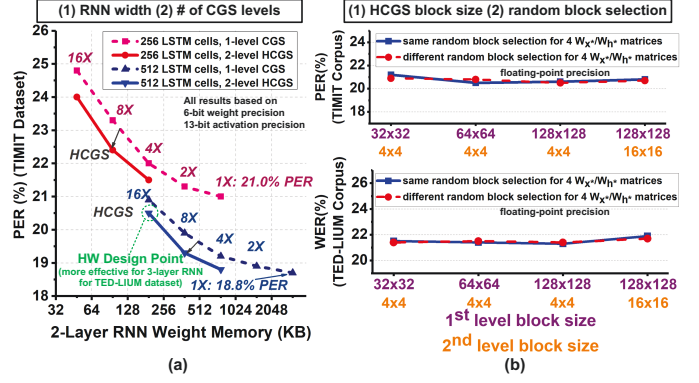 (1) RNN width (2) # of CGS levels
256 LSTM cells, 1-level CGS
256 LSTM cells, 2-level HCGS
512 LSTM cells, 1-level CGS
512 LSTM cells, 2-level HCGS
All results based on
6-bit weight precision
13-bit activation precision
16X
8X
4X
2X
1X: 21.0% PER
HCGS
16X
8X
4X
2X
1X: 18.8% PER
HCGS
HW Design Point
(more effective for 3-layer RNN
for TED-LIUM dataset)
PER (%) (TIMIT Dataset)
26
25
24
23
22
21
20
19
18
32 64 128 256 512 1024 2048
2-Layer RNN Weight Memory (KB)
(a)
(1) HCGS block size (2) random block selection
PER(%)
(TIMIT Corpus)
22
20
18
same random block selection for 4 Wx*/Wh* matrices
different random block selection for 4 Wx*/Wh* matrices
floating-point precision
32x32 64x64 128x128 128x128
4x4 4x4 4x4 16x16
WER(%)
(TED-LIUM Corpus)
26
24
22
20
same random block selection for 4 Wx*/Wh* matrices
different random block selection for 4 Wx*/Wh* matrices
floating-point precision
32x32 64x64 128x128 128x128
4x4 4x4 4x4 16x16
1st level block size
2nd level block size
(b)